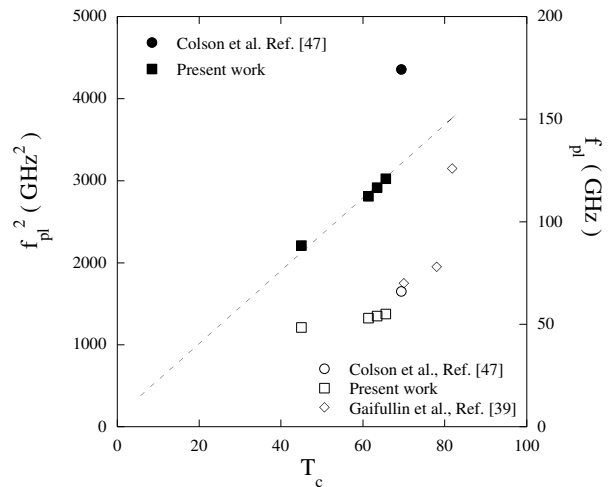 5000
4000
3000
2000
1000
0
f_pl^2 ( GHz^2 )
Colson et al. Ref. [47]
Present work
Colson et al., Ref. [47]
Present work
Gaifullin et al., Ref. [39]
200
150
100
50
0
f_pl ( GHz )
0 20 40 60 80 100
T_c